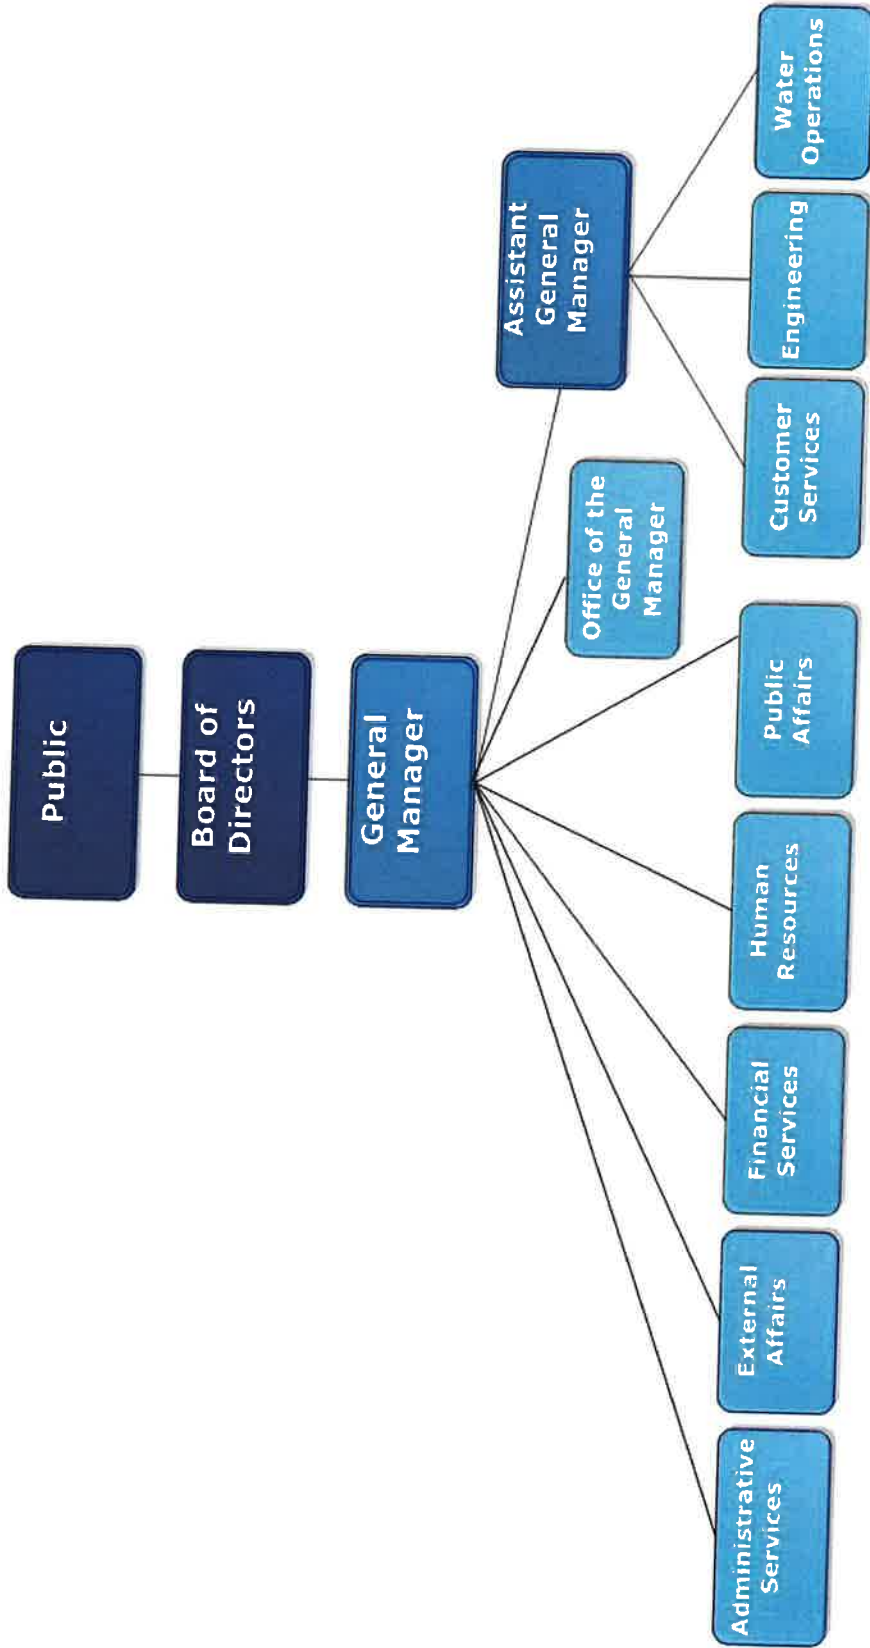 Public
Board of
Directors
General
Manager
Assistant
General
Manager
Office of the
General
Manager
Administrative
Services
External
Affairs
Financial
Services
Human
Resources
Public
Affairs
Customer
Services
Engineering
Water
Operations